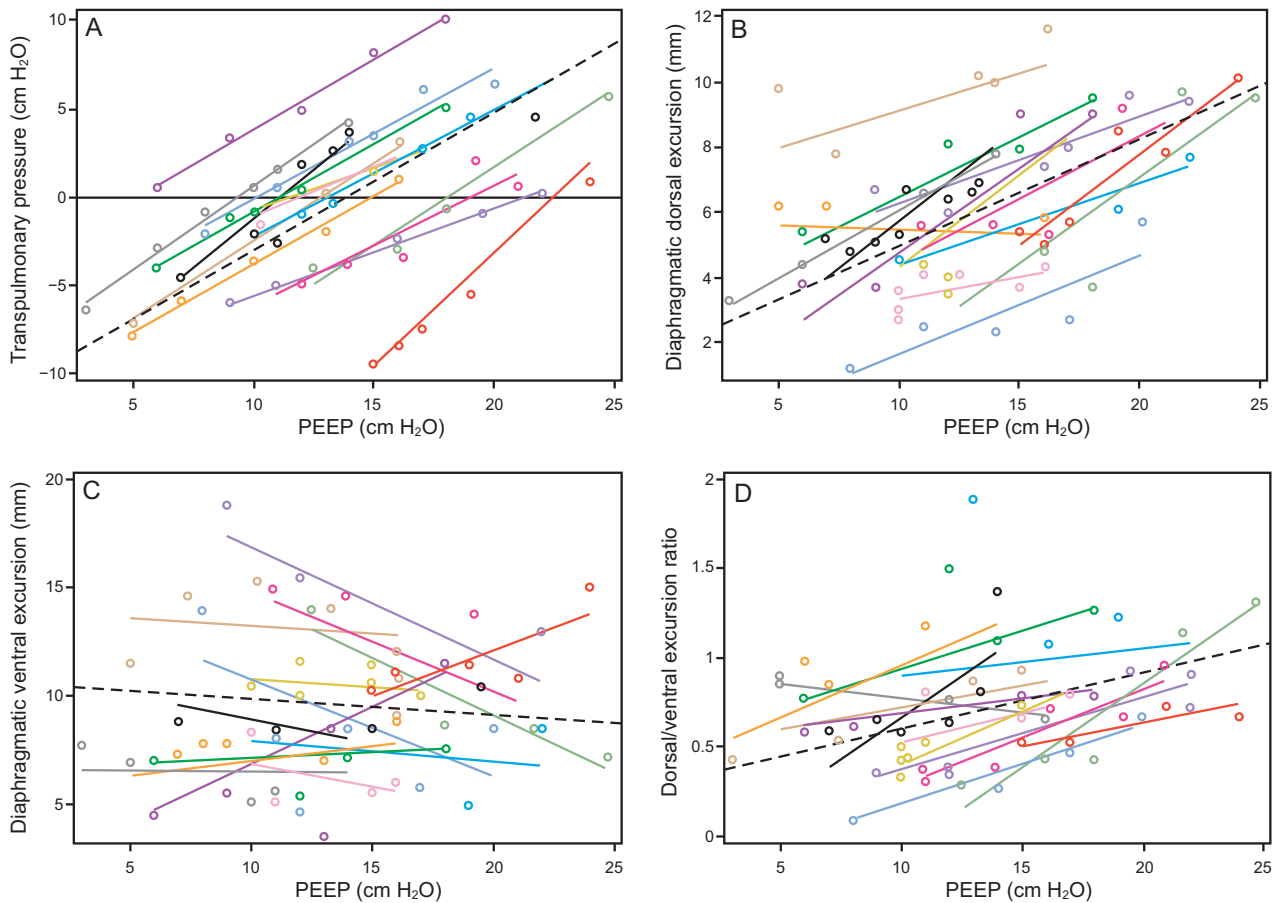 A
Transpulmonary pressure (cm H₂O)
10
5
0
−5
−10
5 10 15 20 25
PEEP (cm H₂O)
B
Diaphragmatic dorsal excursion (mm)
12
10
8
6
4
2
5 10 15 20 25
PEEP (cm H₂O)
C
Diaphragmatic ventral excursion (mm)
20
15
10
5
5 10 15 20 25
PEEP (cm H₂O)
D
Dorsal/ventral excursion ratio
2
1.5
1
0.5
0
5 10 15 20 25
PEEP (cm H₂O)